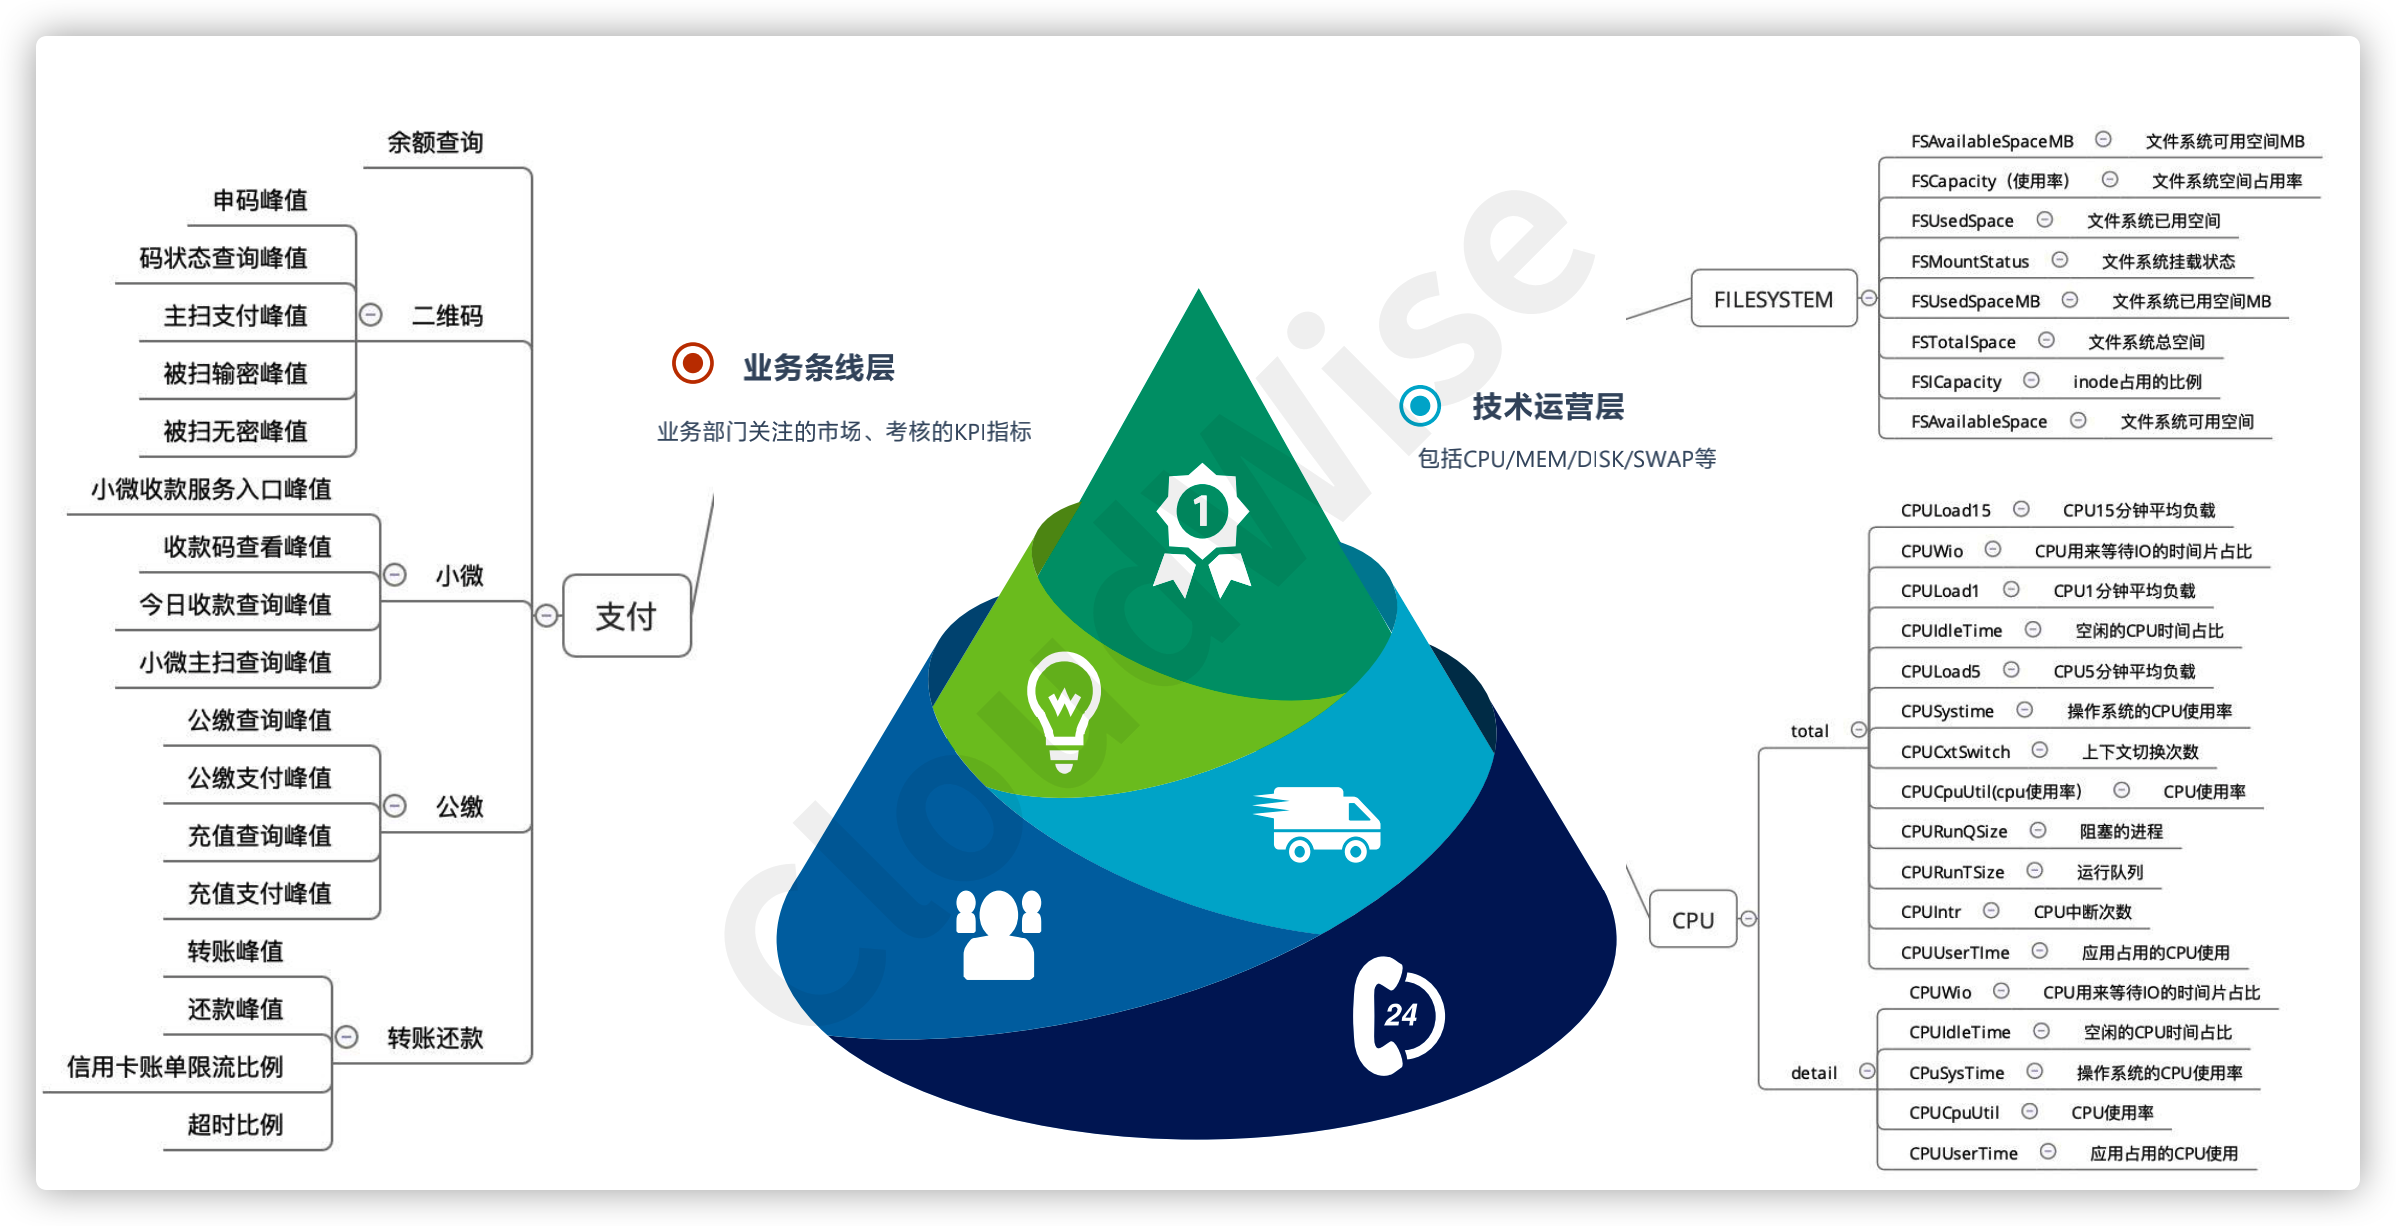 余额查询
申码峰值
码状态查询峰值
主扫支付峰值
被扫输密峰值
被扫无密峰值
二维码
小微收款服务入口峰值
收款码查看峰值
今日收款查询峰值
小微主扫查询峰值
小微
公缴查询峰值
公缴支付峰值
充值查询峰值
充值支付峰值
公缴
转账峰值
还款峰值
信用卡账单限流比例
超时比例
转账还款
支付
业务条线层
业务部门关注的市场、考核的KPI指标
1
24
CloudWise
技术运营层
包括CPU/MEM/DISK/SWAP等
FILESYSTEM
FSAvailableSpaceMB 文件系统可用空间MB
FSCapacity（使用率） 文件系统空间占用率
FSUsedSpace 文件系统已用空间
FSMountStatus 文件系统挂载状态
FSUsedSpaceMB 文件系统已用空间MB
FSTotalSpace 文件系统总空间
FSICapacity inode占用的比例
FSAvailableSpace 文件系统可用空间
CPU
total
CPULoad15 CPU15分钟平均负载
CPUWio CPU用来等待IO的时间片占比
CPULoad1 CPU1分钟平均负载
CPUIdleTime 空闲的CPU时间占比
CPULoad5 CPU5分钟平均负载
CPUSystime 操作系统的CPU使用率
CPUCxtSwitch 上下文切换次数
CPUCpuUtil(cpu使用率） CPU使用率
CPURunQSize 阻塞的进程
CPURunTSize 运行队列
CPUIntr CPU中断次数
CPUUserTIme 应用占用的CPU使用
detail
CPUWio CPU用来等待IO的时间片占比
CPUIdleTime 空闲的CPU时间占比
CPuSysTime 操作系统的CPU使用率
CPUCpuUtil CPU使用率
CPUUserTime 应用占用的CPU使用